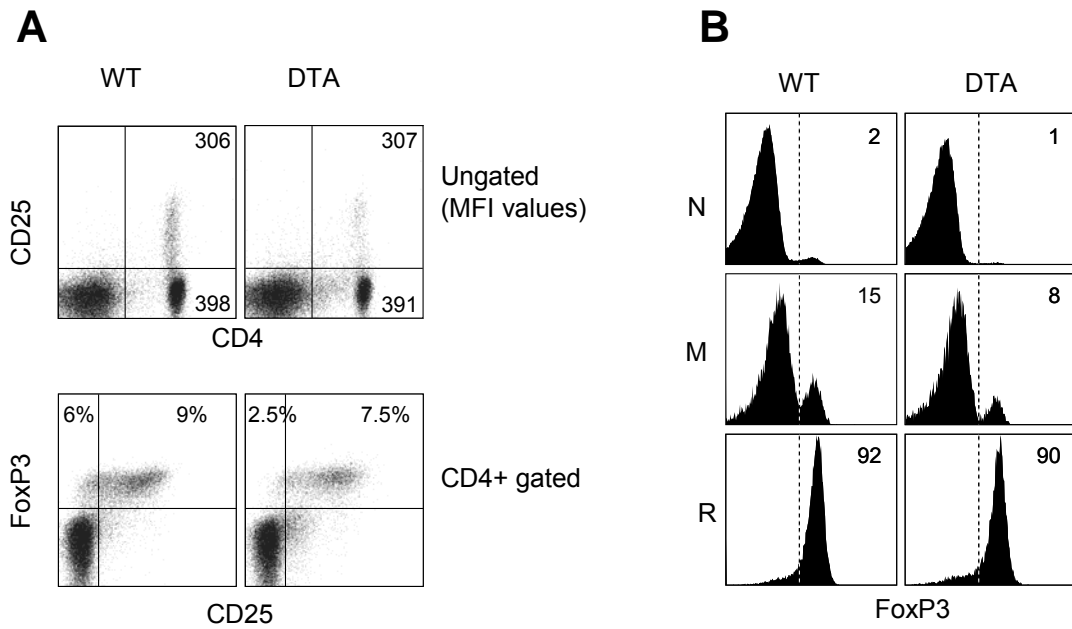 A
WT
DTA
306
307
CD25
398
391
CD4
Ungated
(MFI values)
6%
9%
2.5%
7.5%
FoxP3
CD25
CD4+ gated
B
WT
DTA
N
2
1
M
15
8
R
92
90
FoxP3